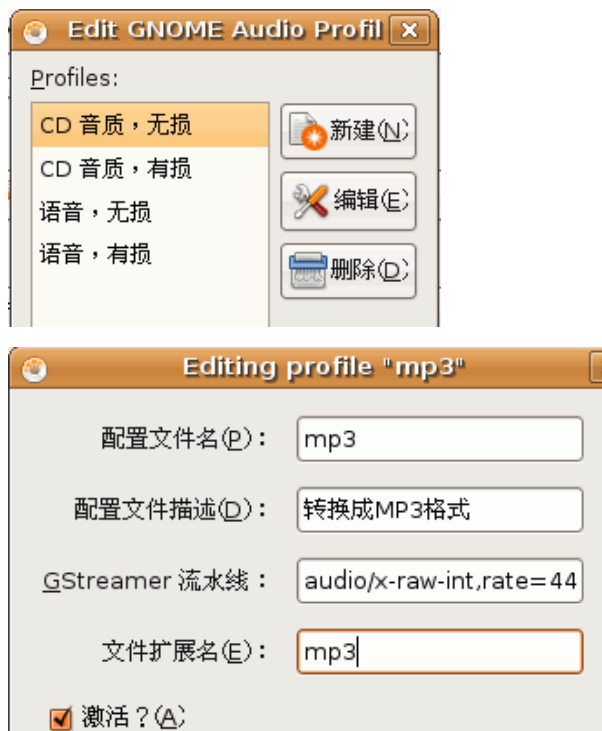 Edit GNOME Audio Profil
Profiles:
CD 音质，无损
CD 音质，有损
语音，无损
语音，有损
新建(N)
编辑(E)
删除(D)
Editing profile "mp3"
配置文件名(P)：
mp3
配置文件描述(D)：
转换成MP3格式
GStreamer 流水线：
audio/x-raw-int,rate=44
文件扩展名(E)：
mp3
激活？(A)